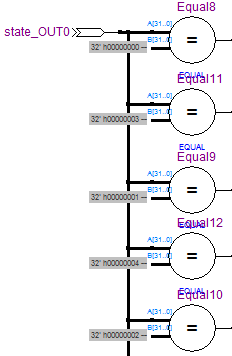 Equal8
state_OUT0
A[31..0]
B[31..0]
=
32' h00000000 --
EQUAL
Equal11
A[31..0]
B[31..0]
=
32' h00000003 --
EQUAL
Equal9
A[31..0]
B[31..0]
=
32' h00000001 --
EQUAL
Equal12
A[31..0]
B[31..0]
=
32' h00000004 --
EQUAL
Equal10
A[31..0]
B[31..0]
=
32' h00000002 --